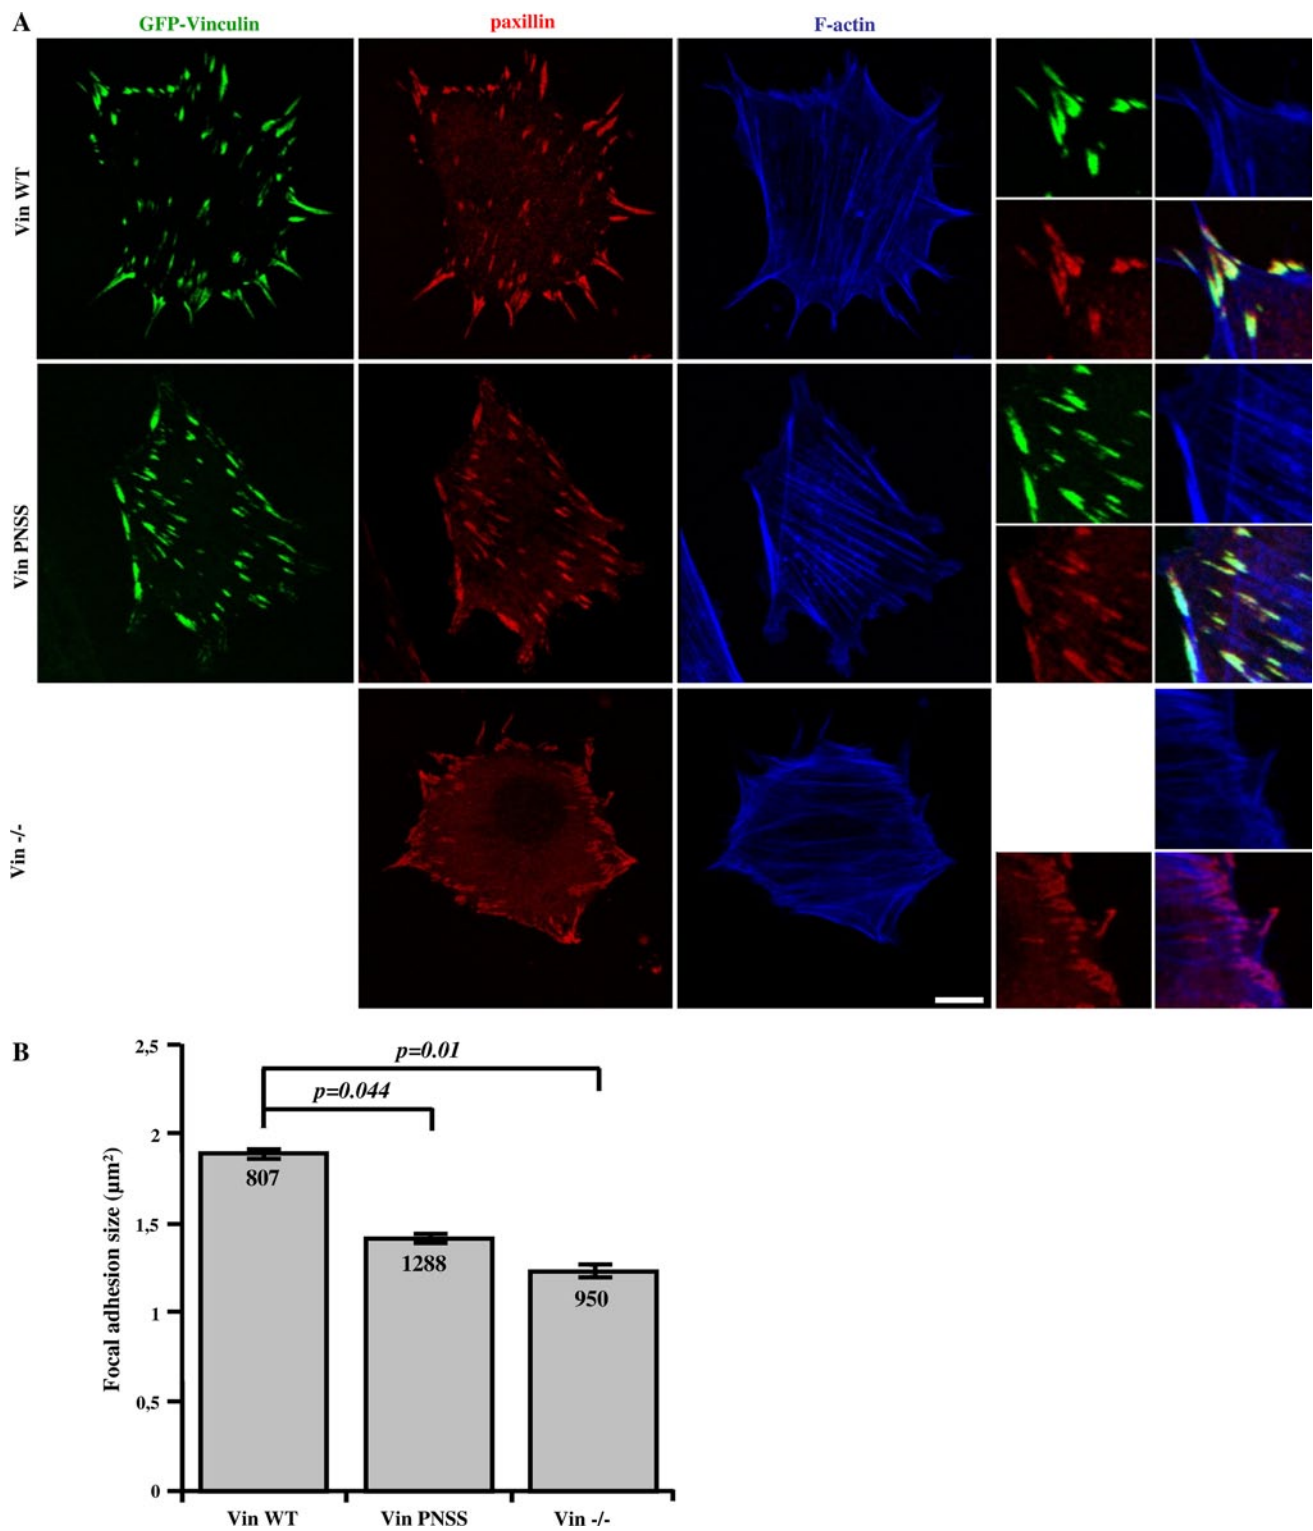 A
GFP-Vinculin paxillin F-actin
Vin WT
Vin PNSS
Vin -/-
B
2,5
2
1,5
1
0,5
0
Focal adhesion size (µm²)
p=0.01
p=0.044
807
1288
950
Vin WT Vin PNSS Vin -/-